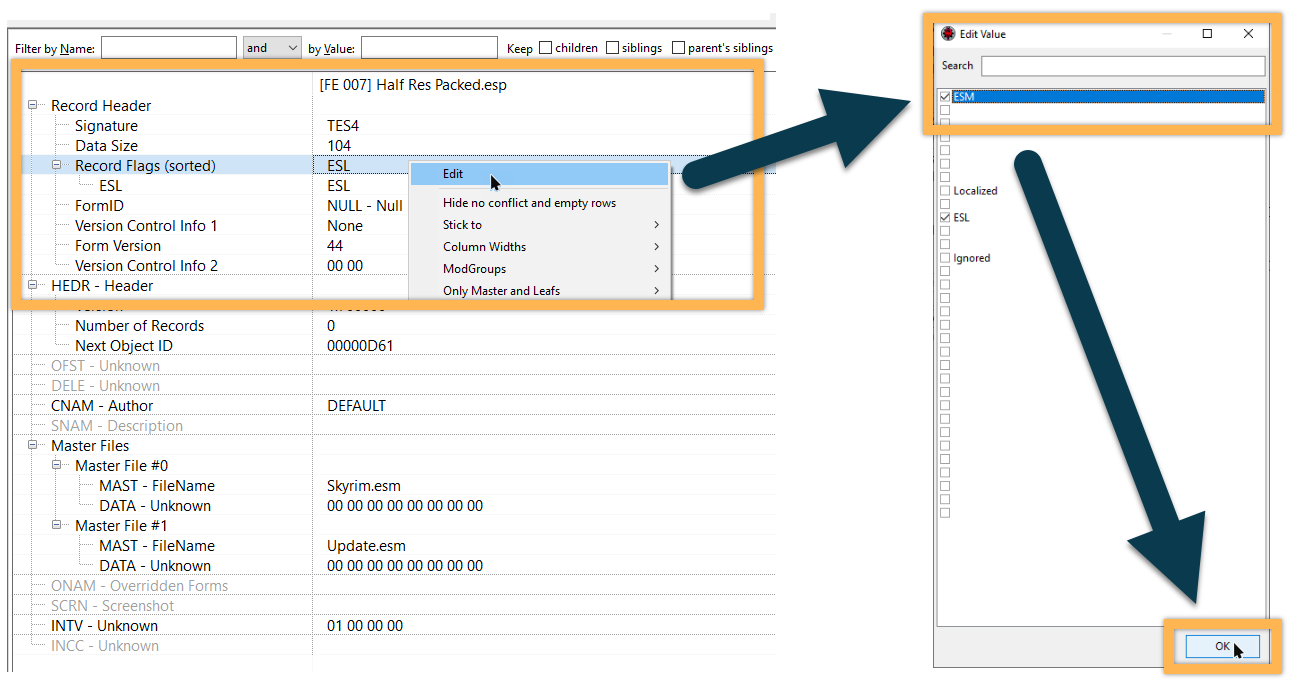 Filter by Name: and by Value: Keep children siblings parent's siblings
[FE 007] Half Res Packed.esp
Record Header
Signature TES4
Data Size 104
Record Flags (sorted) ESL
ESL ESL
FormID NULL - Null
Version Control Info 1 None
Form Version 44
Version Control Info 2 00 00
HEDR - Header
Number of Records 0
Next Object ID 00000D61
OFST - Unknown
DELE - Unknown
CNAM - Author DEFAULT
SNAM - Description
Master Files
Master File #0
MAST - FileName Skyrim.esm
DATA - Unknown 00 00 00 00 00 00 00 00
Master File #1
MAST - FileName Update.esm
DATA - Unknown 00 00 00 00 00 00 00 00
ONAM - Overridden Forms
SCRN - Screenshot
INTV - Unknown 01 00 00 00
INCC - Unknown
Edit
Hide no conflict and empty rows
Stick to
Column Widths
ModGroups
Only Master and Leafs
Edit Value
Search
ESM
Localized
ESL
Ignored
OK